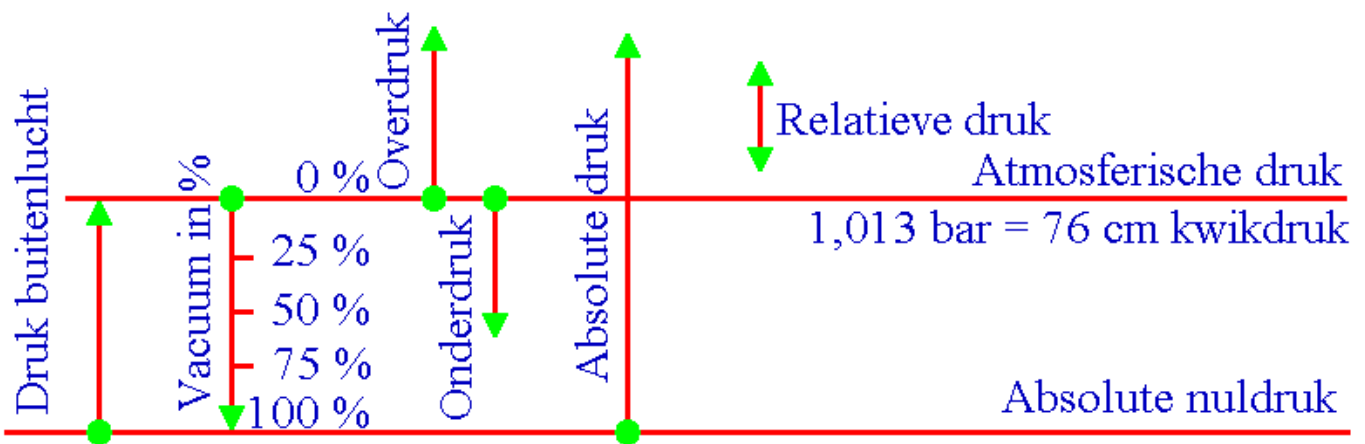 Druk buitenlucht
Vacuum in %
0 %
25 %
50 %
75 %
100 %
Overdruk
Onderdruk
Absolute druk
Relatieve druk
Atmosferische druk
1,013 bar = 76 cm kwikdruk
Absolute nuldruk